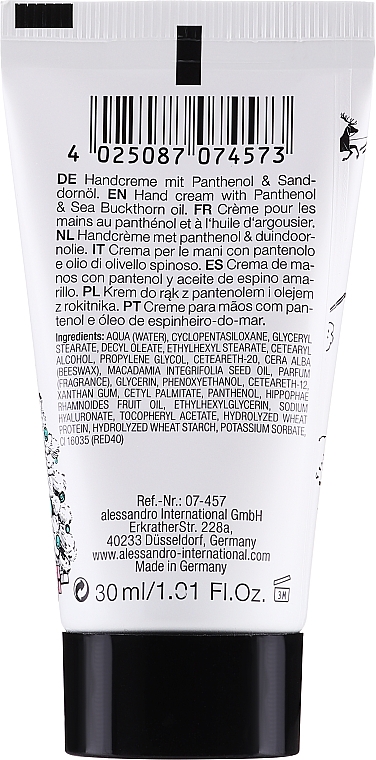 4 025087 074573
DE Handcreme mit Panthenol & Sand-
dornöl. EN Hand cream with Panthenol
& Sea Buckthorn oil. FR Crème pour les
mains au panthénol et à l'huile d'argousier.
NL Handcrème met panthenol & duindoor-
nolie. IT Crema per le mani con pantenolo
e olio di olivello spinoso. ES Crema de ma-
nos con pantenol y aceite de espino ama-
rillo. PL Krem do rąk z pantenolem i olejem
z rokitnika. PT Creme para mãos com pan-
tenol e óleo de espinheiro-do-mar.
Ingredients: AQUA (WATER), CYCLOPENTASILOXANE, GLYCERYL
STEARATE, DECYL OLEATE, ETHYLHEXYL STEARATE, CETEARYL
ALCOHOL, PROPYLENE GLYCOL, CETEARETH-20, CERA ALBA
(BEESWAX), MACADAMIA INTEGRIFOLIA SEED OIL, PARFUM
(FRAGRANCE), GLYCERIN, PHENOXYETHANOL, CETEARETH-12,
XANTHAN GUM, CETYL PALMITATE, PANTHENOL, HIPPOPHAE
RHAMNOIDES FRUIT OIL, ETHYLHEXYLGLYCERIN, SODIUM
HYALURONATE, TOCOPHERYL ACETATE, HYDROLYZED WHEAT
PROTEIN, HYDROLYZED WHEAT STARCH, POTASSIUM SORBATE,
CI 16035 (RED40)
Ref.-Nr.: 07-457
alessandro International GmbH
ErkratherStr. 228a,
40233 Düsseldorf, Germany
www.alessandro-international.com
Made in Germany
30 ml/1.01 Fl.Oz.
3M